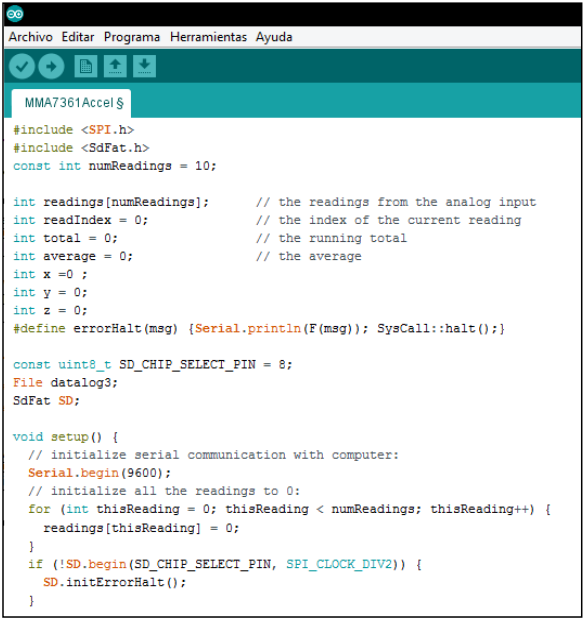 Archivo Editar Programa Herramientas Ayuda
MMA7361Accel §
#include <SPI.h>
#include <SdFat.h>
const int numReadings = 10;

int readings[numReadings];      // the readings from the analog input
int readIndex = 0;              // the index of the current reading
int total = 0;                  // the running total
int average = 0;                // the average
int x =0 ;
int y = 0;
int z = 0;
#define errorHalt(msg) {Serial.println(F(msg)); SysCall::halt();}

const uint8_t SD_CHIP_SELECT_PIN = 8;
File datalog3;
SdFat SD;

void setup() {
  // initialize serial communication with computer:
  Serial.begin(9600);
  // initialize all the readings to 0:
  for (int thisReading = 0; thisReading < numReadings; thisReading++) {
    readings[thisReading] = 0;
  }
  if (!SD.begin(SD_CHIP_SELECT_PIN, SPI_CLOCK_DIV2)) {
    SD.initErrorHalt();
  }